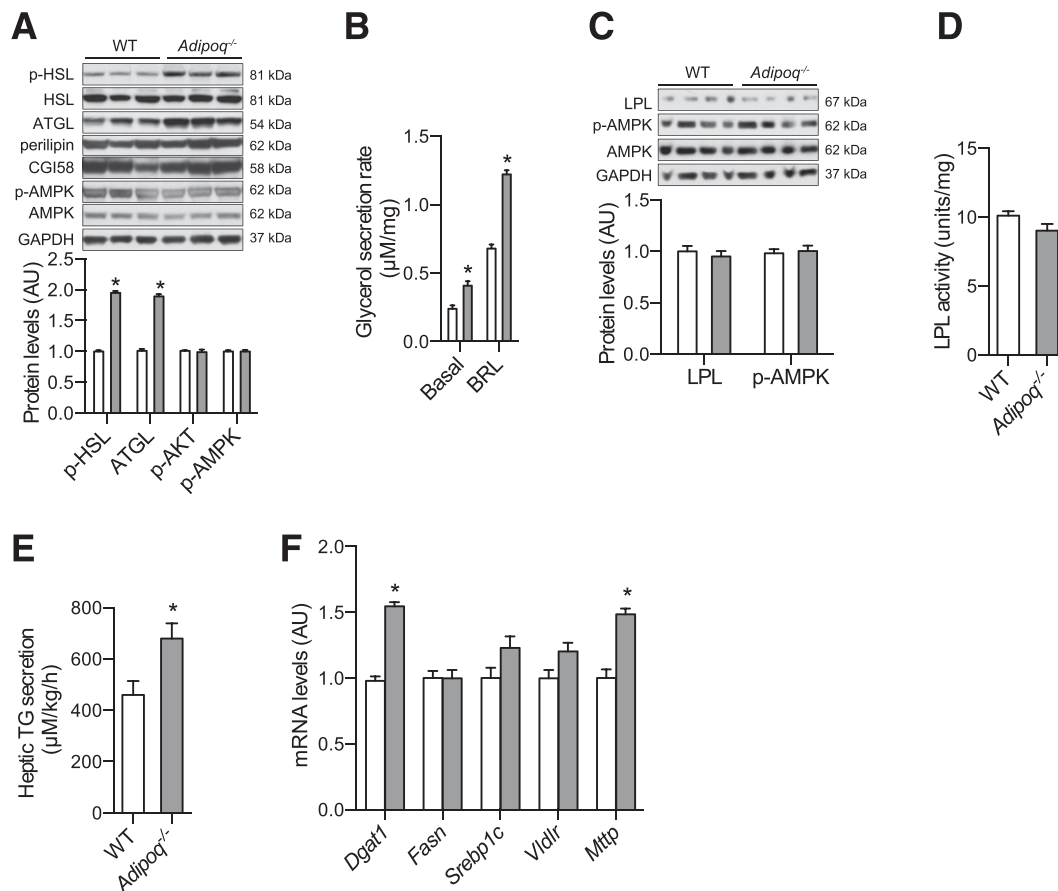 A
WT Adipoq-/-
p-HSL 81 kDa
HSL 81 kDa
ATGL 54 kDa
perilipin 62 kDa
CGI58 58 kDa
p-AMPK 62 kDa
AMPK 62 kDa
GAPDH 37 kDa
Protein levels (AU)
2.5
2.0
1.5
1.0
0.5
0.0
* *
p-HSL ATGL p-AKT p-AMPK
B
Glycerol secretion rate
(µM/mg)
1.5
1.0
0.5
0.0
* *
Basal BRL
C
WT Adipoq-/-
LPL 67 kDa
p-AMPK 62 kDa
AMPK 62 kDa
GAPDH 37 kDa
Protein levels (AU)
1.5
1.0
0.5
0.0
LPL p-AMPK
D
LPL activity (units/mg)
15
10
5
0
WT Adipoq-/-
E
Heptic TG secretion
(µM/kg/h)
800
600
400
200
0
*
WT Adipoq-/-
F
mRNA levels (AU)
2.0
1.5
1.0
0.5
0.0
* *
Dgat1 Fasn Srebp1c Vldlr Mttp